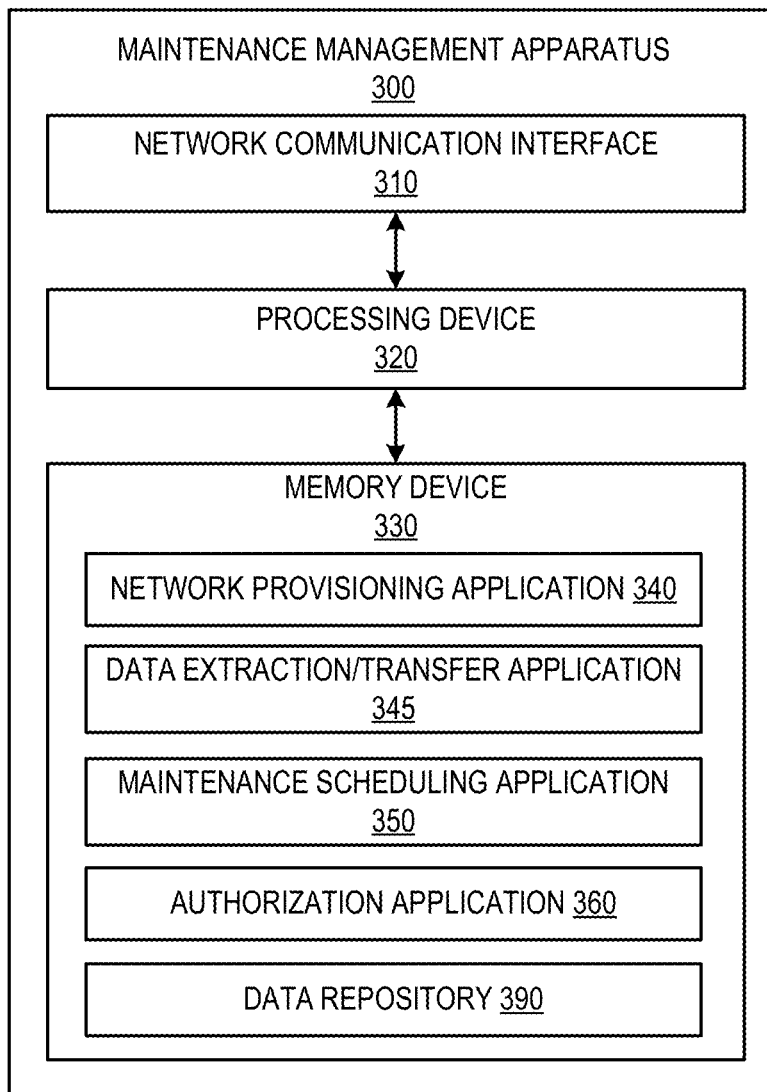 MAINTENANCE MANAGEMENT APPARATUS
300
NETWORK COMMUNICATION INTERFACE
310
PROCESSING DEVICE
320
MEMORY DEVICE
330
NETWORK PROVISIONING APPLICATION 340
DATA EXTRACTION/TRANSFER APPLICATION
345
MAINTENANCE SCHEDULING APPLICATION
350
AUTHORIZATION APPLICATION 360
DATA REPOSITORY 390